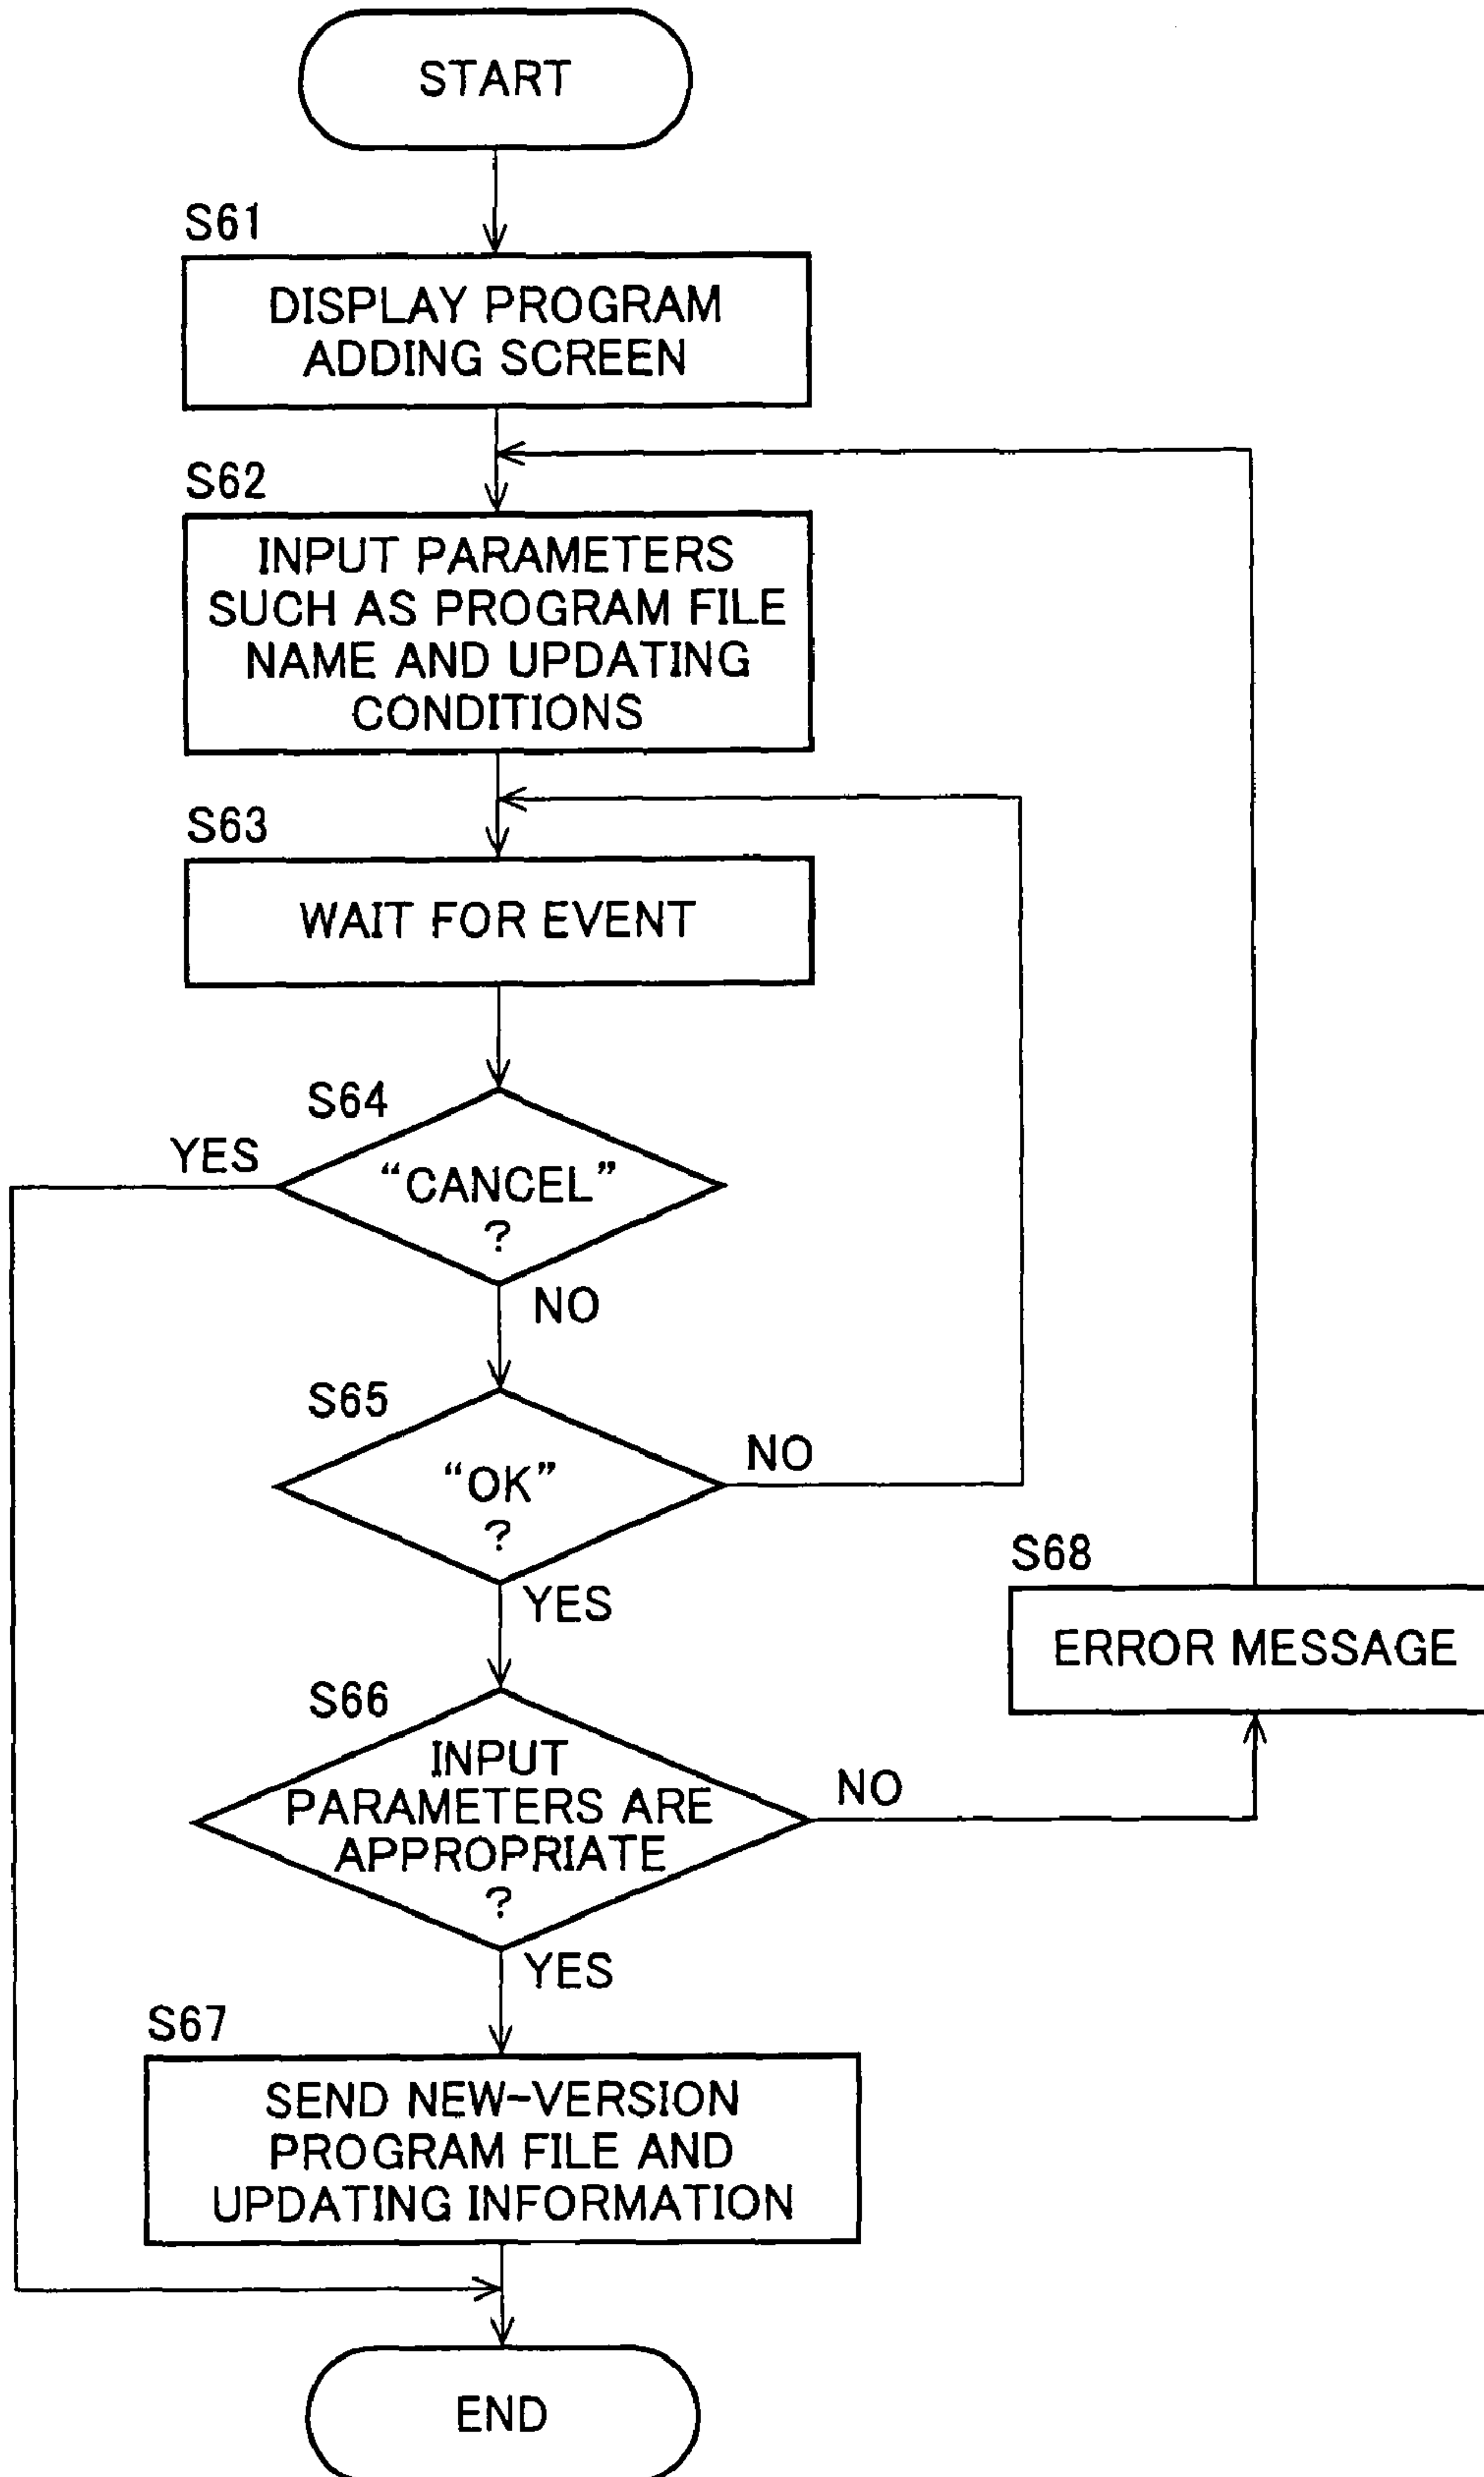 START
S61
DISPLAY PROGRAM
ADDING SCREEN
S62
INPUT PARAMETERS
SUCH AS PROGRAM FILE
NAME AND UPDATING
CONDITIONS
S63
WAIT FOR EVENT
S64
YES
“CANCEL”
?
NO
S65
“OK”
?
NO
YES
S68
ERROR MESSAGE
S66
INPUT
PARAMETERS ARE
APPROPRIATE
?
NO
YES
S67
SEND NEW-VERSION
PROGRAM FILE AND
UPDATING INFORMATION
END